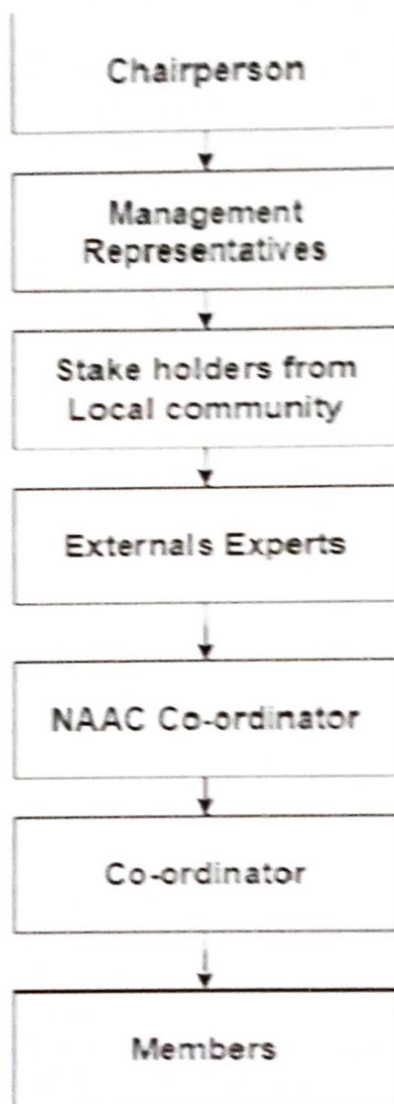 Chairperson
Management
Representatives
Stake holders from
Local community
Externals Experts
NAAC Co-ordinator
Co-ordinator
Members